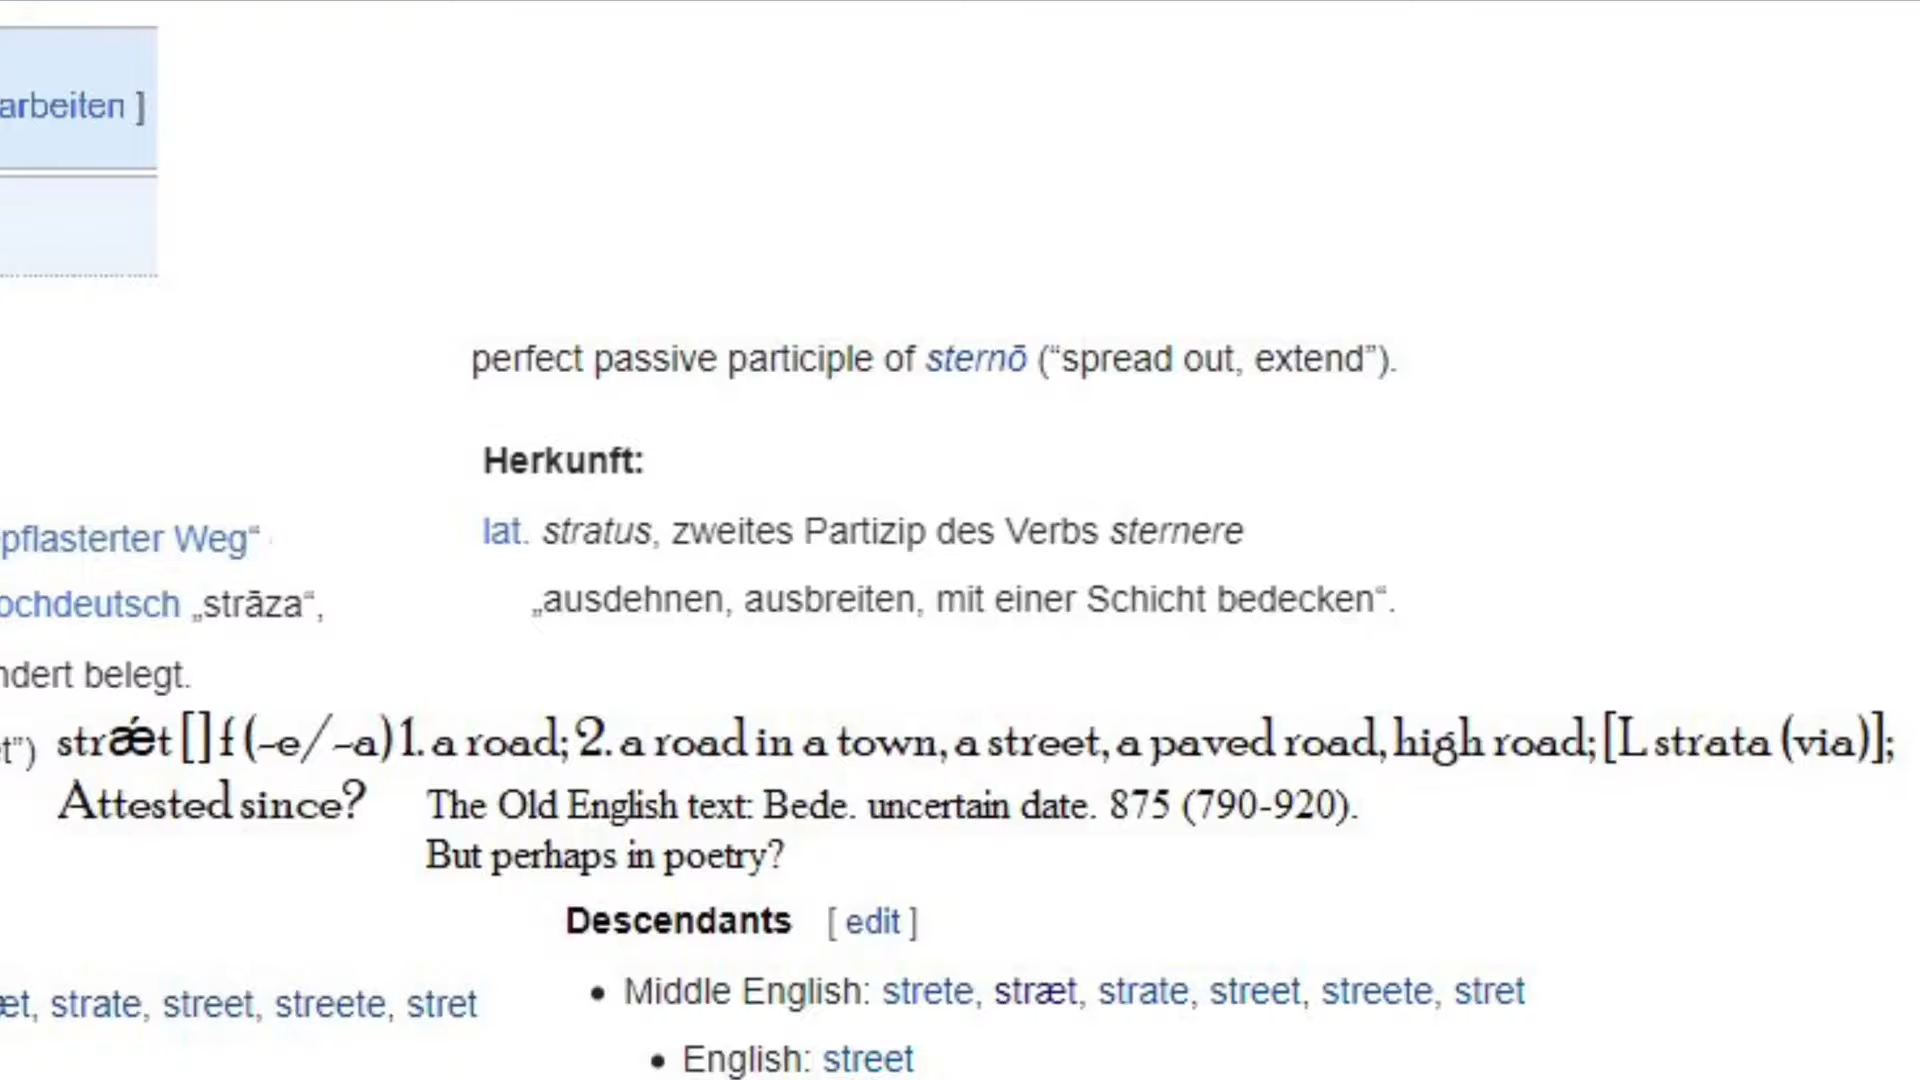 arbeiten ]
perfect passive participle of sternō (“spread out, extend”).
Herkunft:
pflasterter Weg“
lat. stratus, zweites Partizip des Verbs sternere
ochdeutsch „strāza“,
„ausdehnen, ausbreiten, mit einer Schicht bedecken“.
ndert belegt.
t”) strǽt [] f (-e/-a) 1. a road; 2. a road in a town, a street, a paved road, high road; [L strata (via)];
Attested since? The Old English text: Bede. uncertain date. 875 (790-920).
But perhaps in poetry?
Descendants [ edit ]
æt, strate, street, streete, stret
• Middle English: strete, stræt, strate, street, streete, stret
• English: street